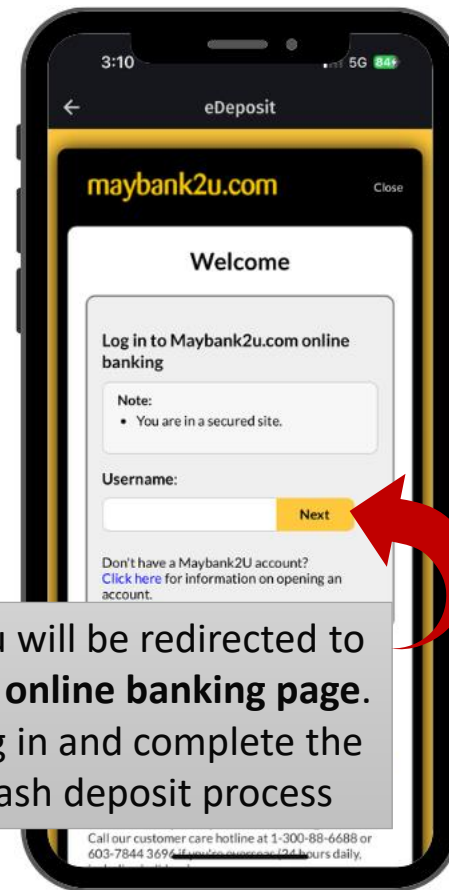 3:10
5G 84
eDeposit
maybank2u.com
Close
Welcome
Log in to Maybank2u.com online
banking
Note:
• You are in a secured site.
Username:
Next
Don't have a Maybank2U account?
Click here for information on opening an
account.
will be redirected to
online banking page.
in and complete the
deposit process
Call our customer care hotline at 1-300-88-6688 or
603-7844 3696 if you're overseas (24 hours daily,